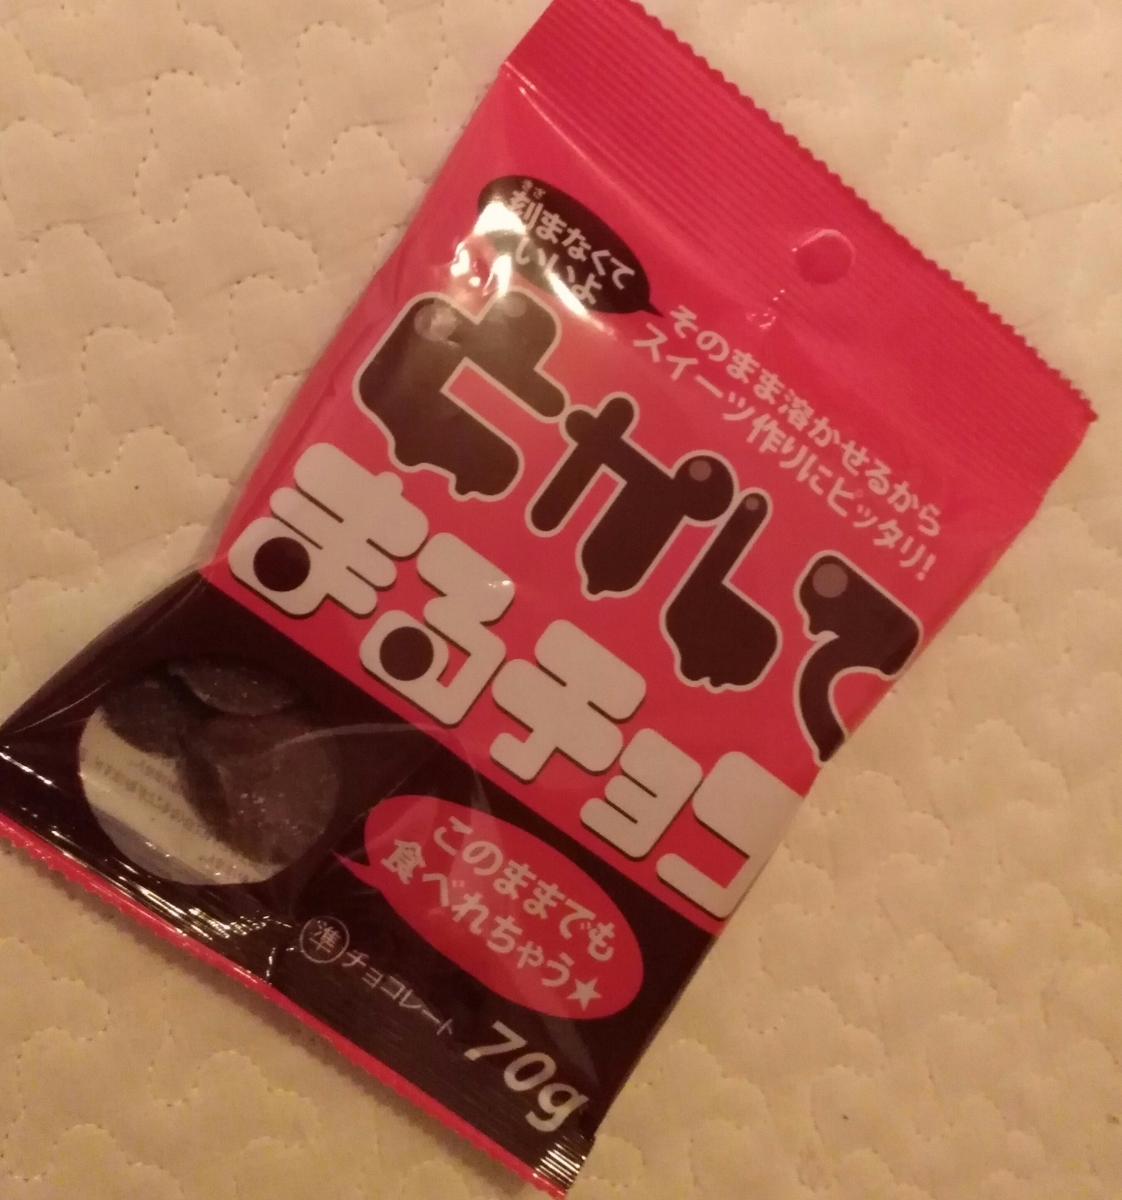 きざ
刻まなくて
いいよ
そのまま溶かせるから
スイーツ作りにピッタリ!
とかして
まるチョコ
このままでも
食べれちゃう★
準チョコレート
70g